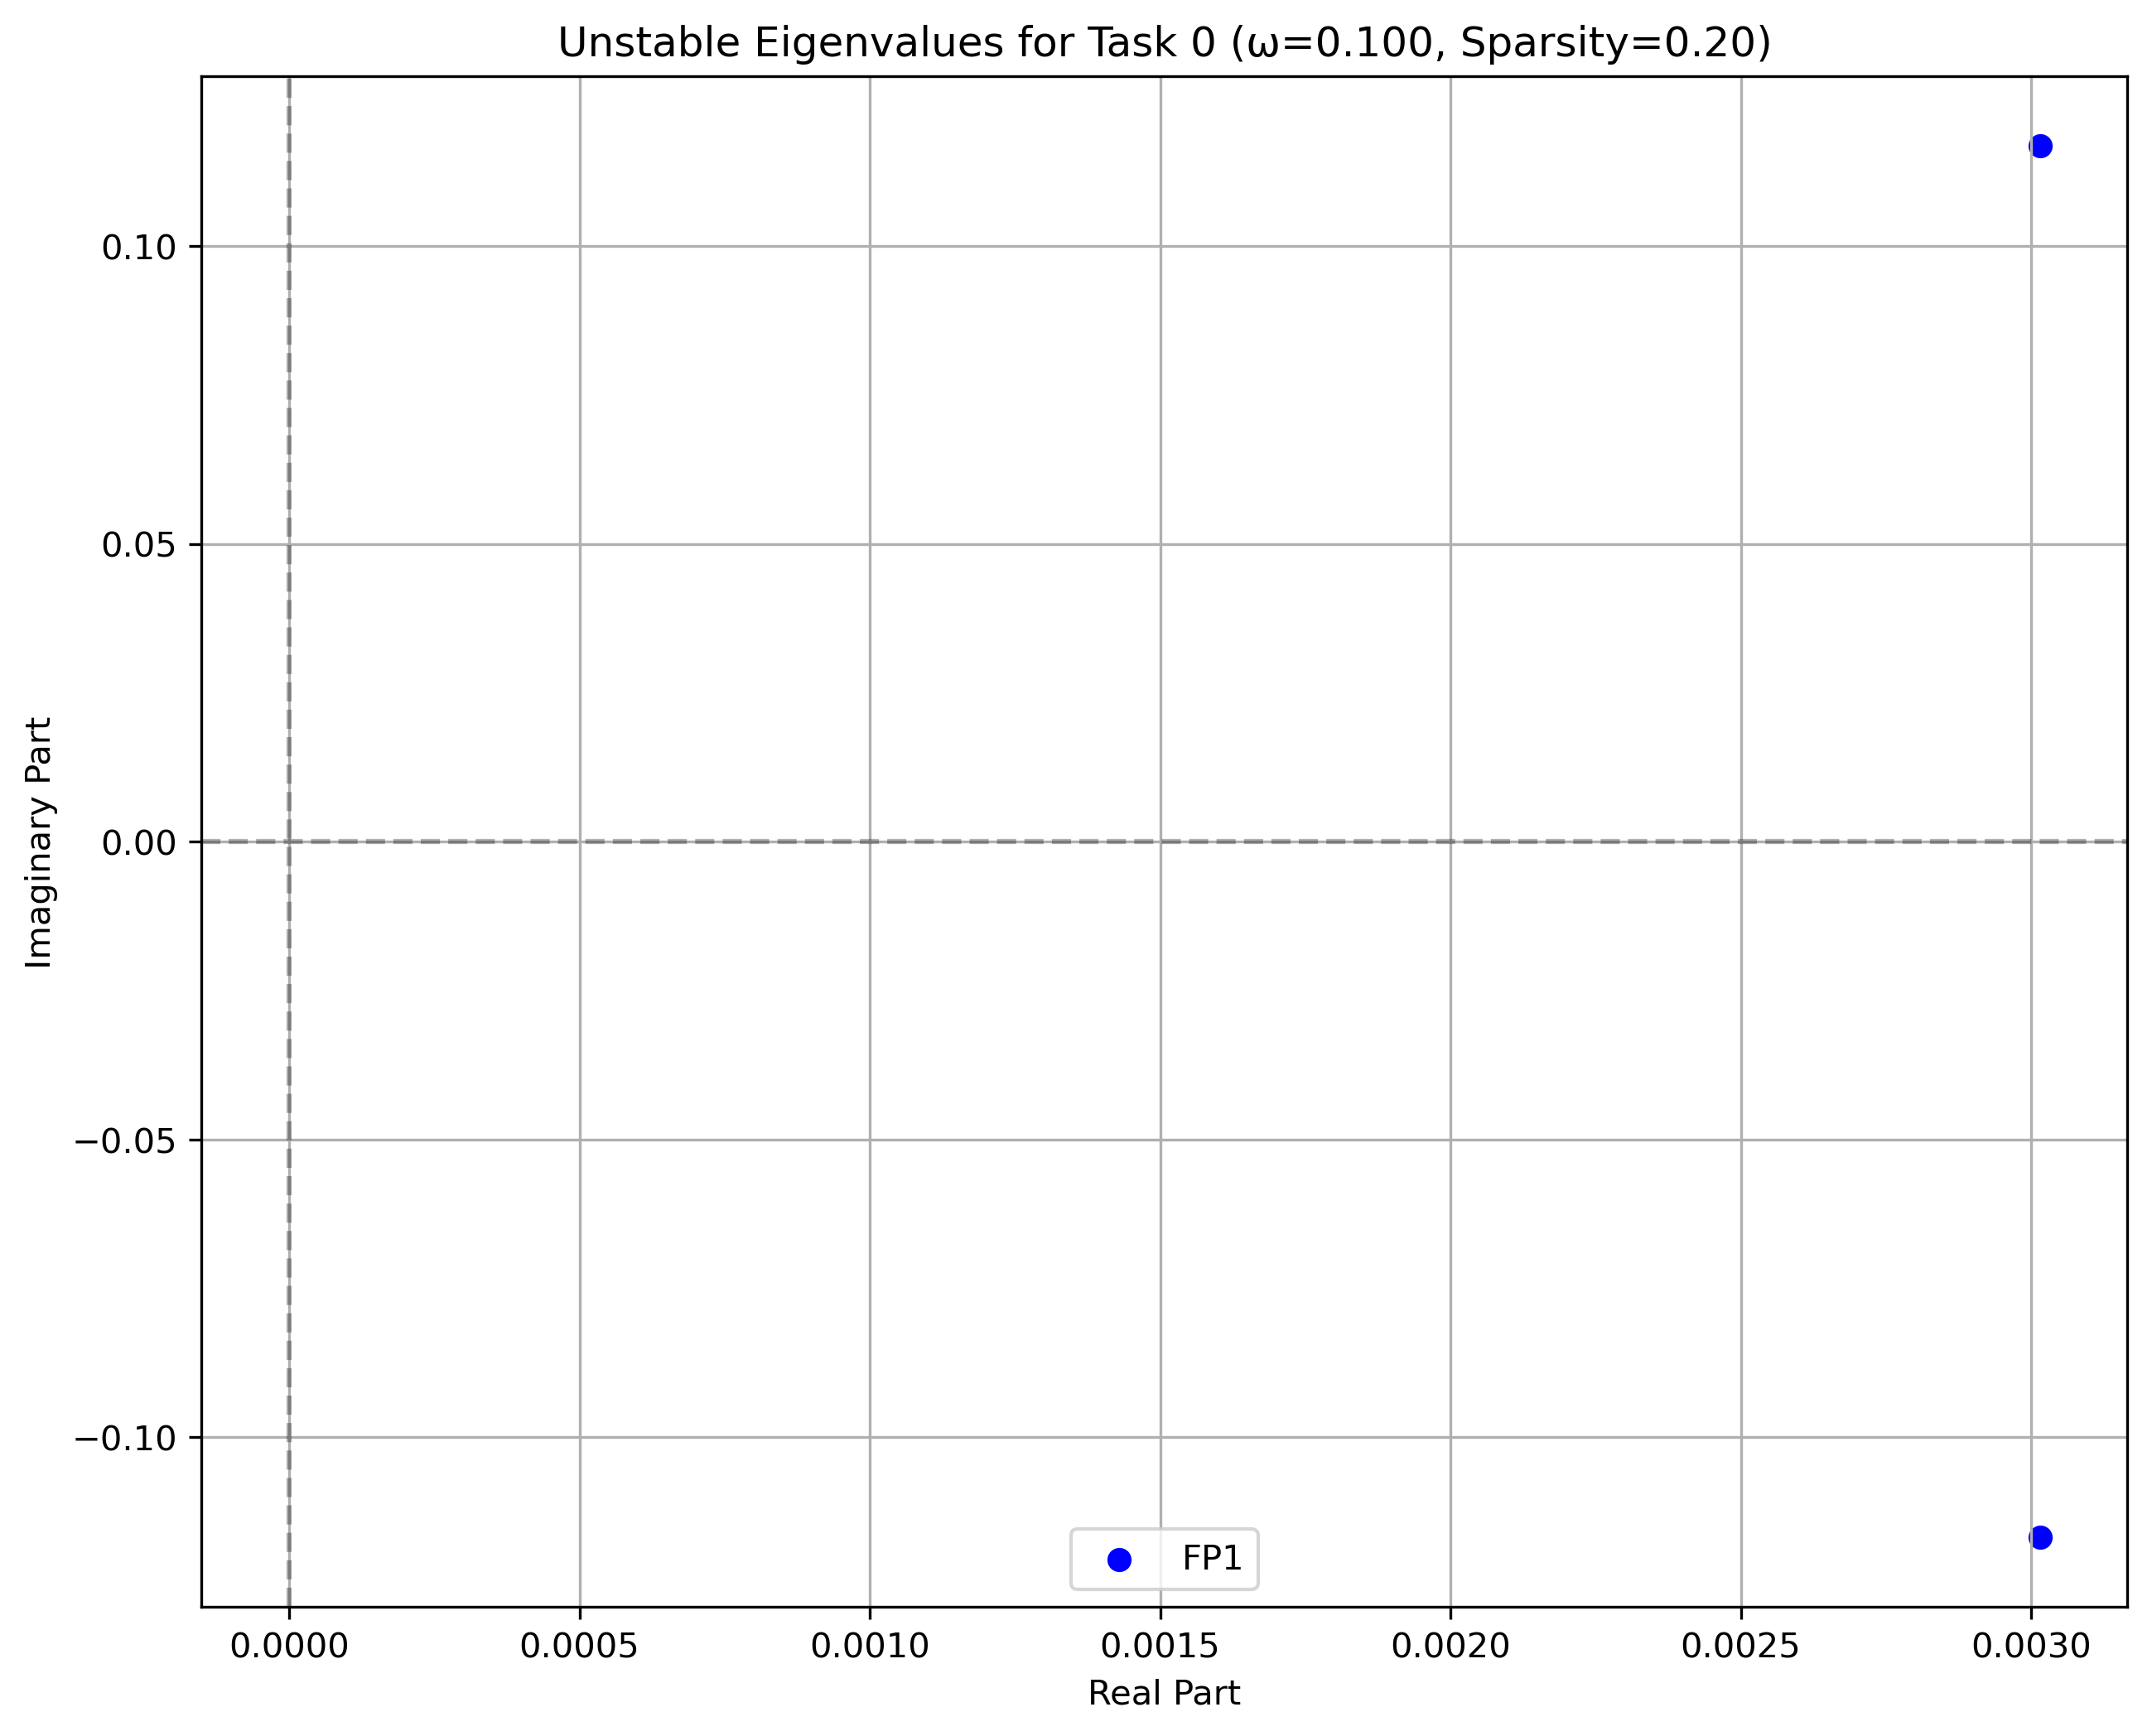 Unstable Eigenvalues for Task 0 (ω=0.100, Sparsity=0.20)
Imaginary Part
0.10
0.05
0.00
−0.05
−0.10
FP1
0.0000 0.0005 0.0010 0.0015 0.0020 0.0025 0.0030
Real Part